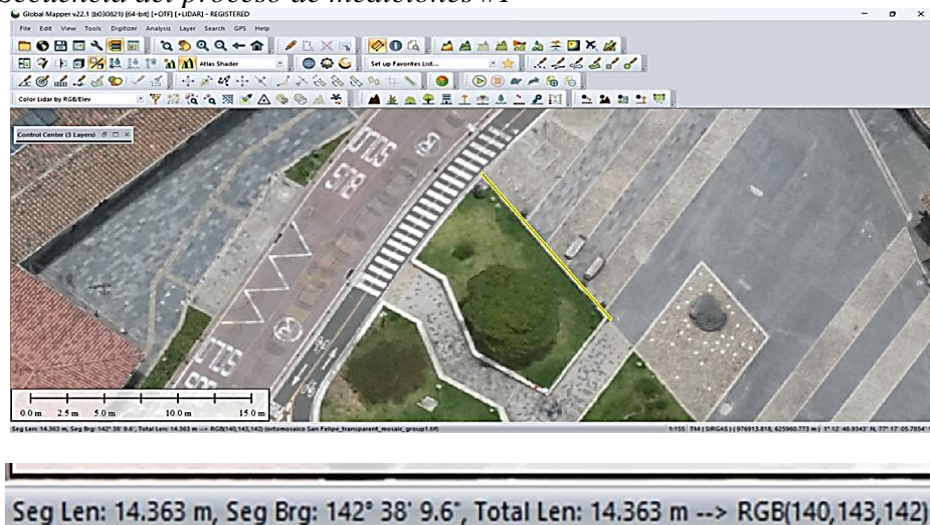 Secuencia del proceso de mediciones #1
Global Mapper v22.1 (b030821) [64-bit] [+OTF] [+LIDAR] - REGISTERED
File Edit View Tools Digitizer Analysis Layer Search GPS Help
Atlas Shader
Set up Favorites List...
Color Lidar by RGB/Elev
Control Center (3 Layers)
SOLO
BUS
SOLO
0.0 m 2.5 m 5.0 m 10.0 m 15.0 m
Seg Len: 14.363 m, Seg Brg: 142° 38' 9.6", Total Len: 14.363 m --> RGB(140,143,142) (ortomosaico San Felipe_transparent_mosaic_group1.tif)
1:155 TM ( SIRGAS ) ( 976913.818, 625960.773 m ) 1° 12' 48.9543" N, 77° 17' 05.7854"
Seg Len: 14.363 m, Seg Brg: 142° 38' 9.6", Total Len: 14.363 m --> RGB(140,143,142)